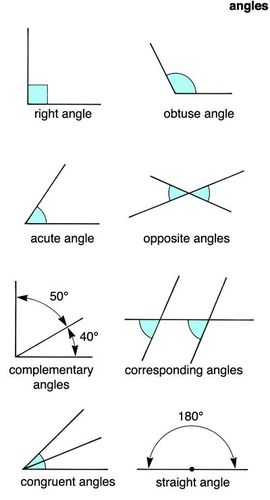 angles
right angle
obtuse angle
acute angle
opposite angles
50°
40°
complementary
angles
corresponding angles
congruent angles
180°
straight angle